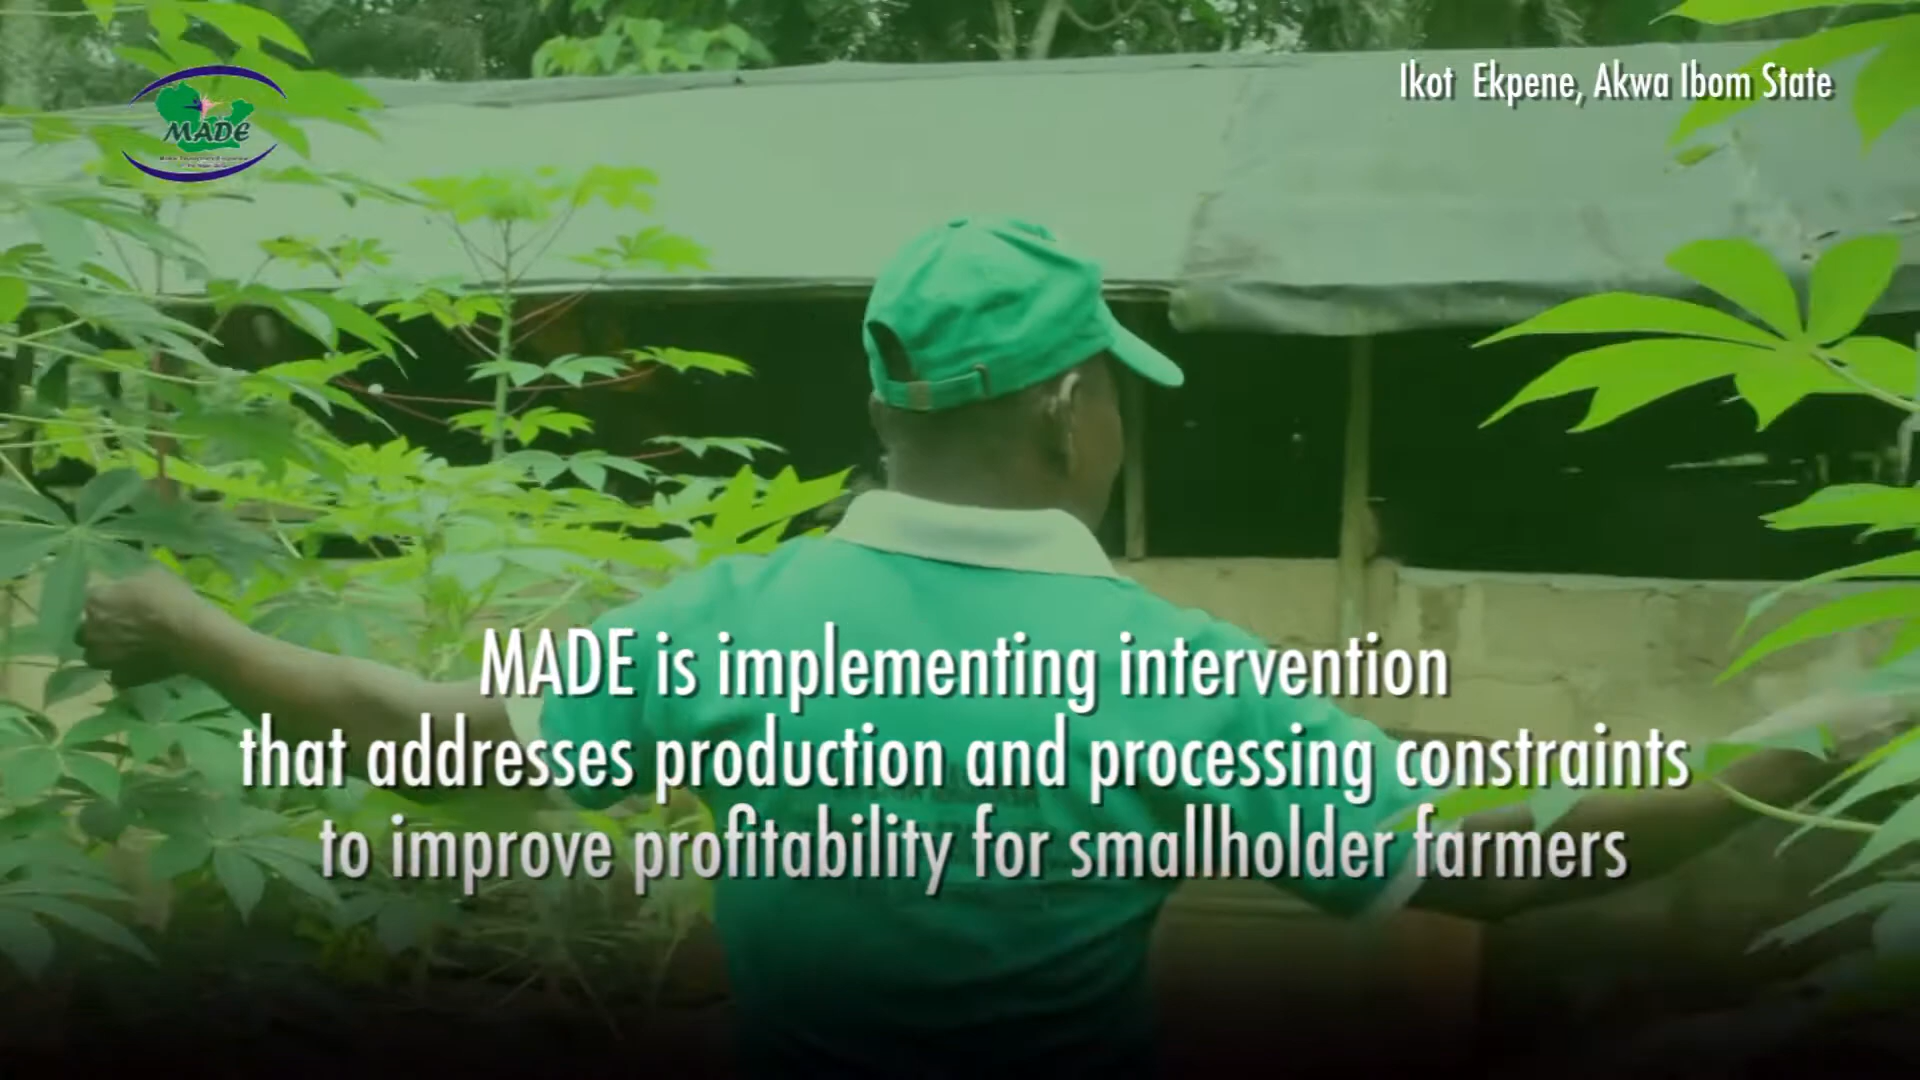 MADE
Ikot Ekpene, Akwa Ibom State
MADE is implementing intervention
that addresses production and processing constraints
to improve profitability for smallholder farmers